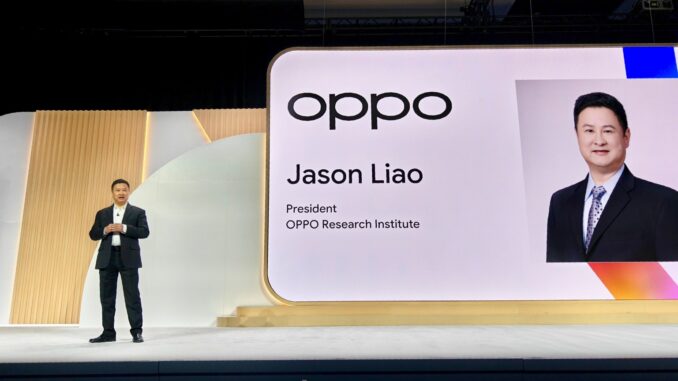 oppo
Jason Liao
President
OPPO Research Institute